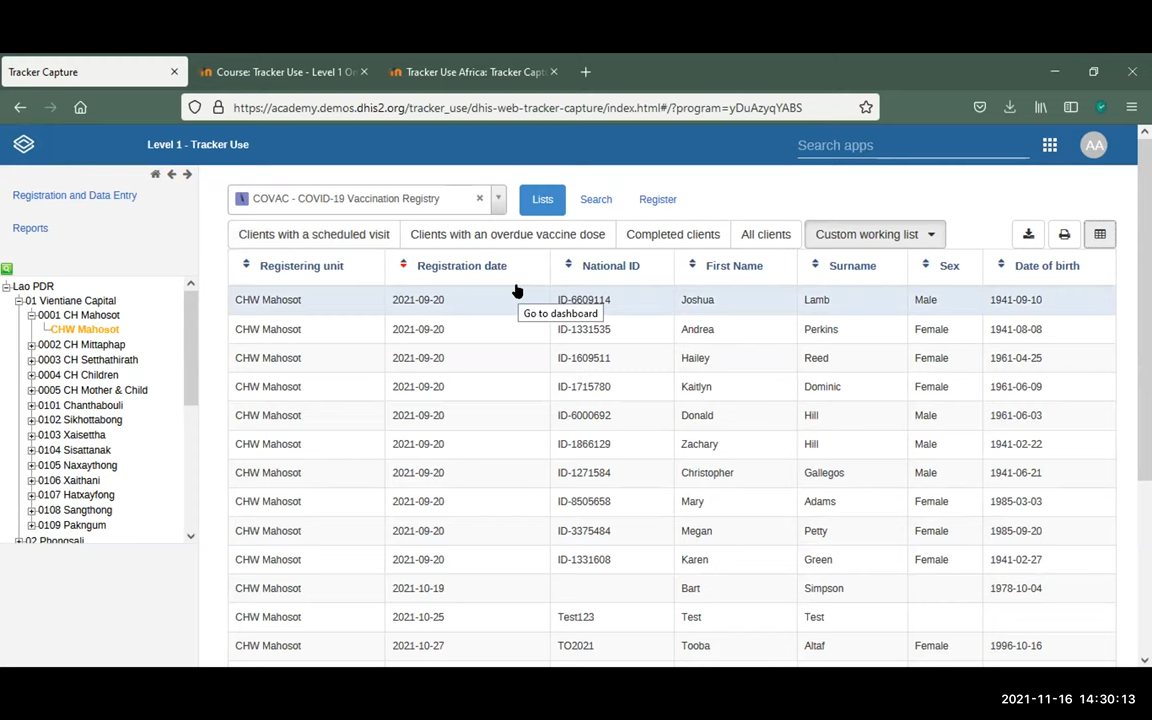 Tracker Capture
Course: Tracker Use - Level 1 On
Tracker Use Africa: Tracker Captu
https://academy.demos.dhis2.org/tracker_use/dhis-web-tracker-capture/index.html#/?program=yDuAzyqYABS
Level 1 - Tracker Use
Search apps
AA
Registration and Data Entry
Reports
COVAC - COVID-19 Vaccination Registry
Lists
Search
Register
Clients with a scheduled visit
Clients with an overdue vaccine dose
Completed clients
All clients
Custom working list
Lao PDR
01 Vientiane Capital
0001 CH Mahosot
CHW Mahosot
0002 CH Mittaphap
0003 CH Setthathirath
0004 CH Children
0005 CH Mother & Child
0101 Chanthabouli
0102 Sikhottabong
0103 Xaisettha
0104 Sisattanak
0105 Naxaythong
0106 Xaithani
0107 Hatxayfong
0108 Sangthong
0109 Pakngum
02 Phongsali
Registering unit Registration date National ID First Name Surname Sex Date of birth
CHW Mahosot 2021-09-20 ID-6609114 Joshua Lamb Male 1941-09-10
Go to dashboard
CHW Mahosot 2021-09-20 ID-1331535 Andrea Perkins Female 1941-08-08
CHW Mahosot 2021-09-20 ID-1609511 Hailey Reed Female 1961-04-25
CHW Mahosot 2021-09-20 ID-1715780 Kaitlyn Dominic Female 1961-06-09
CHW Mahosot 2021-09-20 ID-6000692 Donald Hill Male 1961-06-03
CHW Mahosot 2021-09-20 ID-1866129 Zachary Hill Male 1941-02-22
CHW Mahosot 2021-09-20 ID-1271584 Christopher Gallegos Male 1941-06-21
CHW Mahosot 2021-09-20 ID-8505658 Mary Adams Female 1985-03-03
CHW Mahosot 2021-09-20 ID-3375484 Megan Petty Female 1985-09-20
CHW Mahosot 2021-09-20 ID-1331608 Karen Green Female 1941-02-27
CHW Mahosot 2021-10-19 Bart Simpson 1978-10-04
CHW Mahosot 2021-10-25 Test123 Test Test
CHW Mahosot 2021-10-27 TO2021 Tooba Altaf Female 1996-10-16
2021-11-16 14:30:13